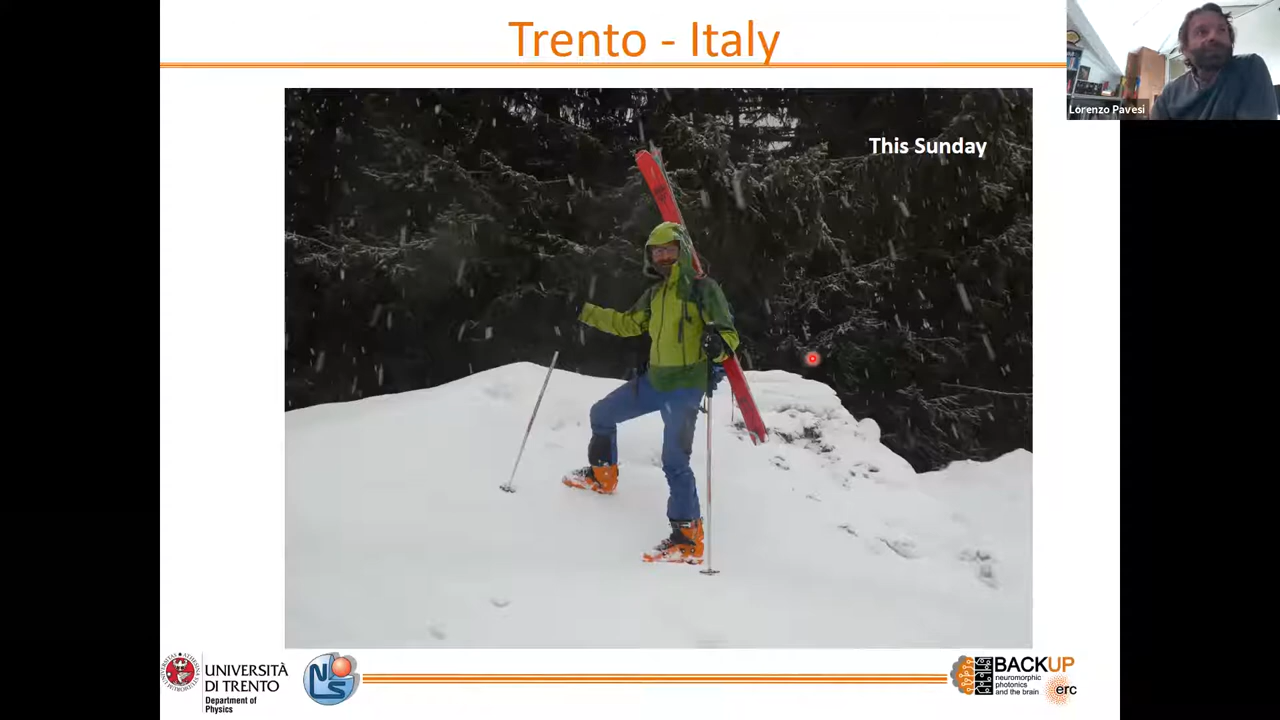 Trento - Italy
Lorenzo Pavesi
This Sunday
UNIVERSITÀ
DI TRENTO
Department of
Physics
NLS
BACKUP
neuromorphic
photonics
and the brain
erc